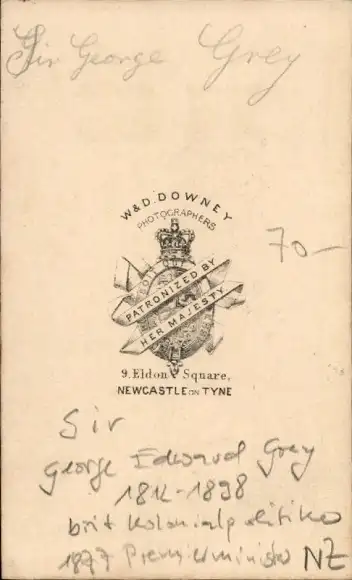 Sir George Grey
W & D. DOWNEY
PHOTOGRAPHERS
70-
PATRONIZED BY
HER MAJESTY
9. Eldon Square,
NEWCASTLE ON TYNE
Sir
George Edward Grey
1812-1898
brit Kolonialpolitiker
1877 Premierminister NZ